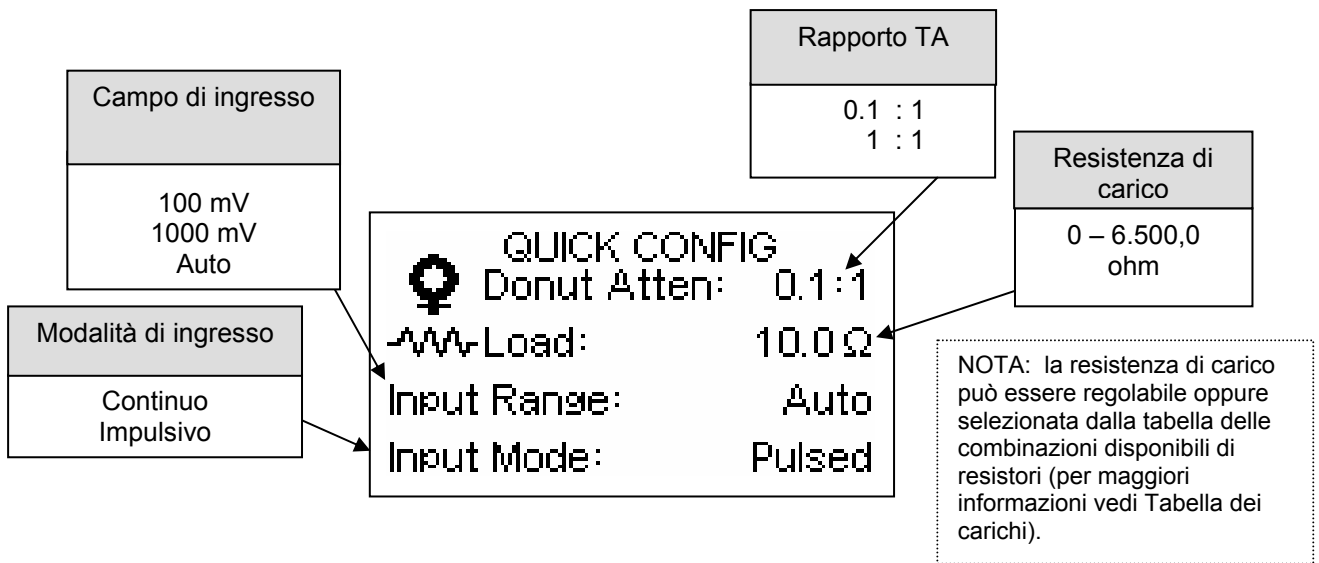 Rapporto TA
0.1 : 1
1 : 1
Campo di ingresso
100 mV
1000 mV
Auto
Resistenza di
carico
0 – 6.500,0
ohm
Modalità di ingresso
Continuo
Impulsivo
QUICK CONFIG
Donut Atten: 0.1:1
Load: 10.0 Ω
Input Range: Auto
Input Mode: Pulsed
NOTA: la resistenza di carico
può essere regolabile oppure
selezionata dalla tabella delle
combinazioni disponibili di
resistori (per maggiori
informazioni vedi Tabella dei
carichi).